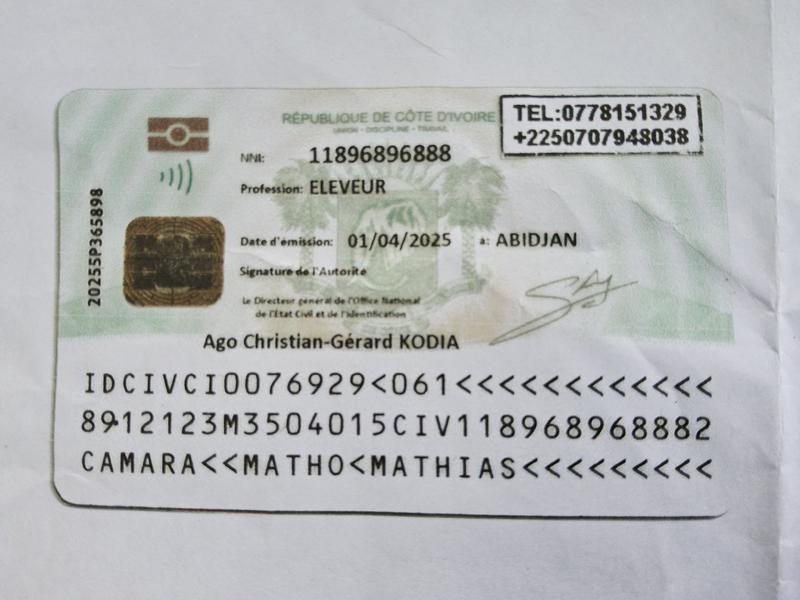 RÉPUBLIQUE DE CÔTE D'IVOIRE
UNION - DISCIPLINE - TRAVAIL
TEL:0778151329
+2250707948038
NNI: 11896896888
Profession: ELEVEUR
20255P365898
Date d'émission: 01/04/2025 à: ABIDJAN
Signature de l'Autorité
Le Directeur général de l'Office National
de l'État Civil et de l'Identification
Ago Christian-Gérard KODIA
IDCIVCI0076929<061<<<<<<<<<<<<
8912123M3504015CIV118968968882
CAMARA<<MATHO<MATHIAS<<<<<<<<<